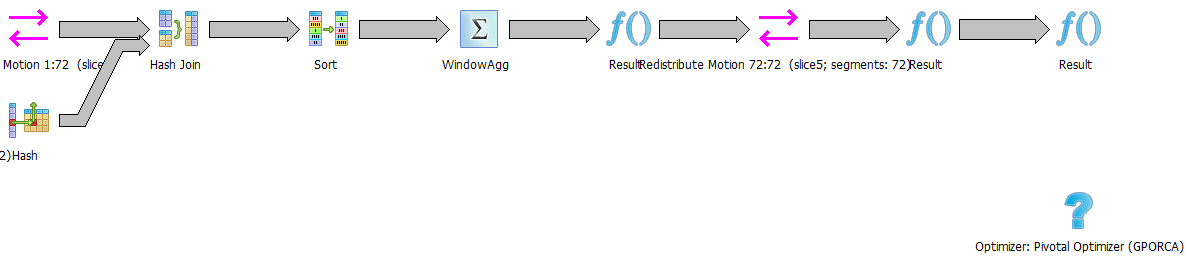 Motion 1:72 (slice
Hash Join
Sort
WindowAgg
Result
Redistribute Motion 72:72 (slice5; segments: 72)
Result
Result
2)Hash
Optimizer: Pivotal Optimizer (GPORCA)